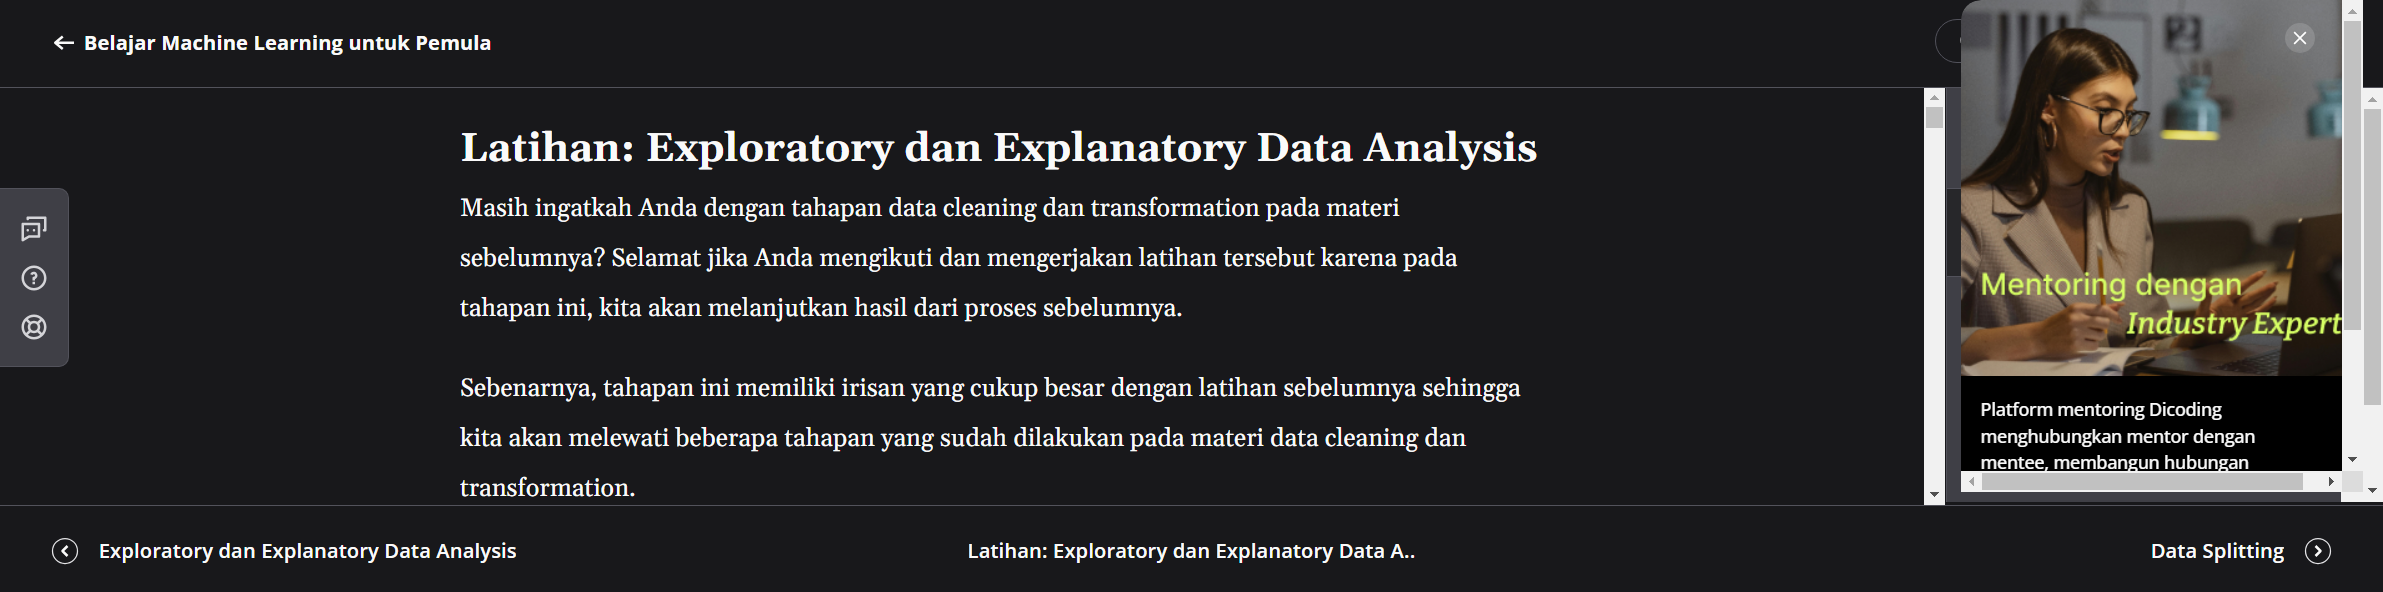 Belajar Machine Learning untuk Pemula
Latihan: Exploratory dan Explanatory Data Analysis
Masih ingatkah Anda dengan tahapan data cleaning dan transformation pada materi
sebelumnya? Selamat jika Anda mengikuti dan mengerjakan latihan tersebut karena pada
tahapan ini, kita akan melanjutkan hasil dari proses sebelumnya.
Sebenarnya, tahapan ini memiliki irisan yang cukup besar dengan latihan sebelumnya sehingga
kita akan melewati beberapa tahapan yang sudah dilakukan pada materi data cleaning dan
transformation.
Mentoring dengan
Industry Expert
Platform mentoring Dicoding
menghubungkan mentor dengan
mentee, membangun hubungan
Exploratory dan Explanatory Data Analysis
Latihan: Exploratory dan Explanatory Data A..
Data Splitting